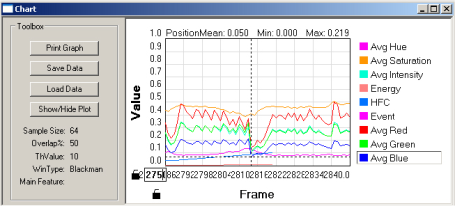 Chart
Toolbox
Print Graph
Save Data
Load Data
Show/Hide Plot
Sample Size: 64
Overlap%: 50
ThValue: 10
WinType: Blackman
Main Feature:
PositionMean: 0.050 Min: 0.000 Max: 0.219
1.0
0.9
0.8
0.7
0.6
0.5
0.4
0.3
0.2
0.1
0.0
Value
Frame
Avg Hue
Avg Saturation
Avg Intensity
Energy
HFC
Event
Avg Red
Avg Green
Avg Blue